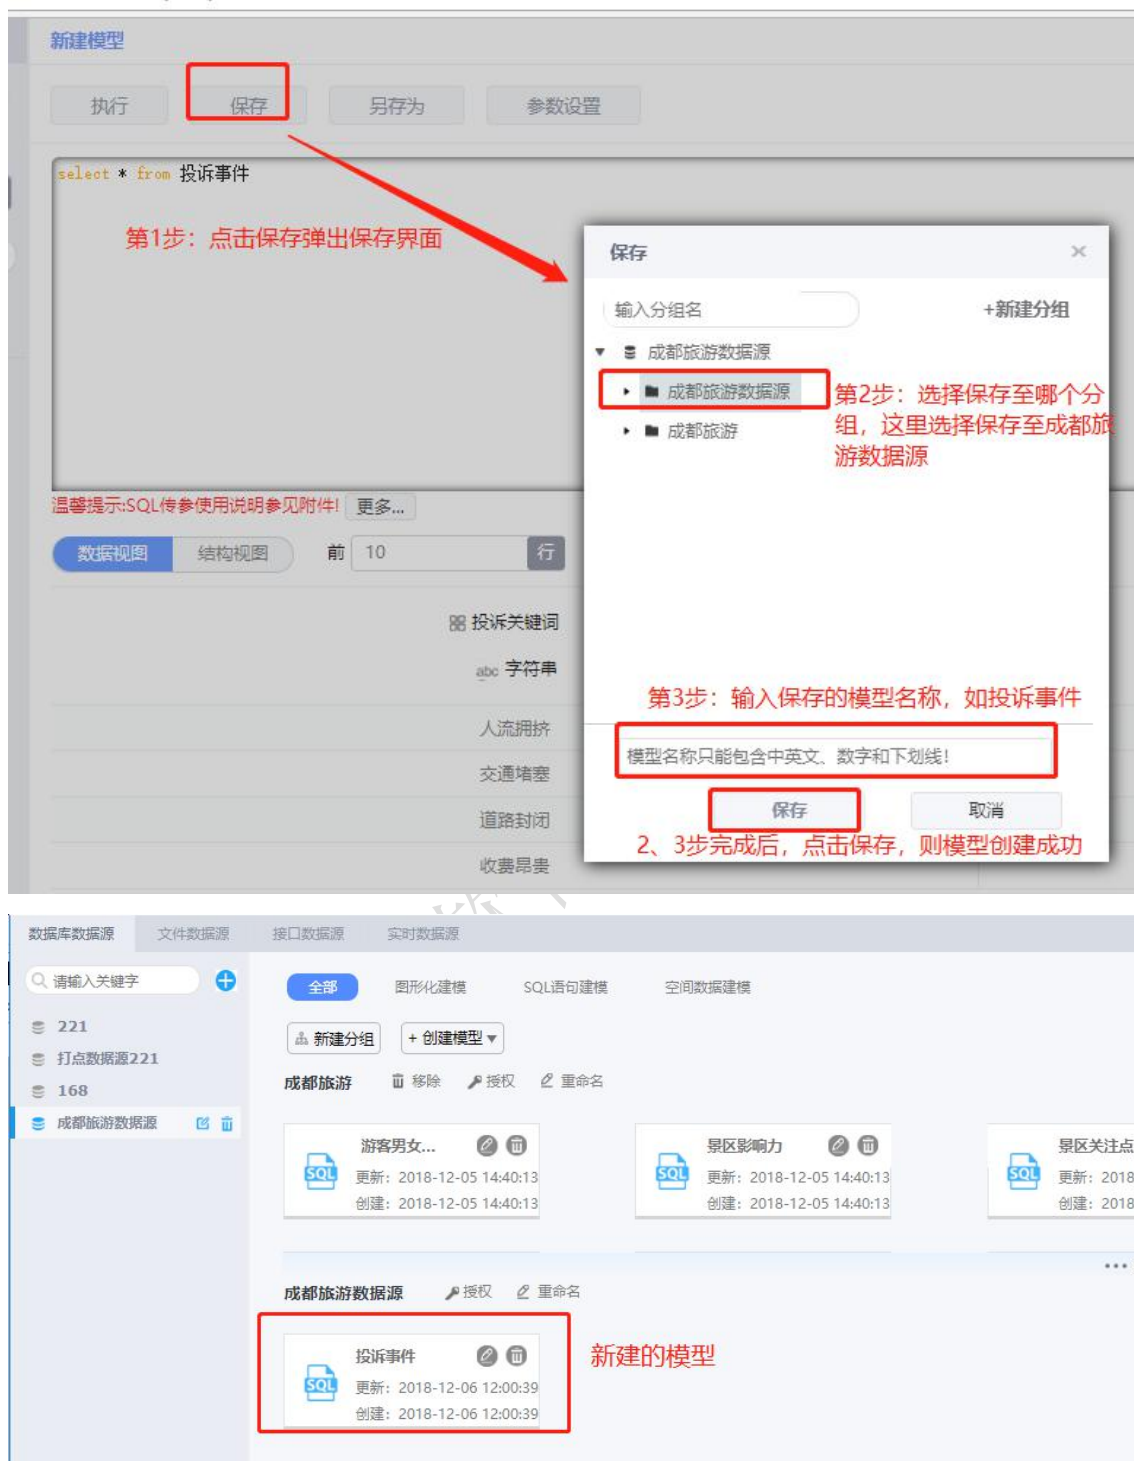 新建模型
执行 保存 另存为 参数设置
select * from 投诉事件
第1步：点击保存弹出保存界面
保存
输入分组名 +新建分组
成都旅游数据源
成都旅游数据源
第2步：选择保存至哪个分
组，这里选择保存至成都旅
游数据源
成都旅游
温馨提示:SQL传参使用说明参见附件! 更多...
数据视图 结构视图 前 10 行
投诉关键词
abc 字符串
人流拥挤
交通堵塞
道路封闭
收费昂贵
第3步：输入保存的模型名称，如投诉事件
模型名称只能包含中英文、数字和下划线!
保存 取消
2、3步完成后，点击保存，则模型创建成功
数据库数据源 文件数据源 接口数据源 实时数据源
请输入关键字
221
打点数据源221
168
成都旅游数据源
全部 图形化建模 SQL语句建模 空间数据建模
新建分组 + 创建模型
成都旅游 移除 授权 重命名
游客男女...
SQL
更新：2018-12-05 14:40:13
创建：2018-12-05 14:40:13
景区影响力
SQL
更新：2018-12-05 14:40:13
创建：2018-12-05 14:40:13
景区关注点
SQL
更新：2018
创建：2018
成都旅游数据源 授权 重命名
投诉事件
SQL
更新：2018-12-06 12:00:39
创建：2018-12-06 12:00:39
新建的模型